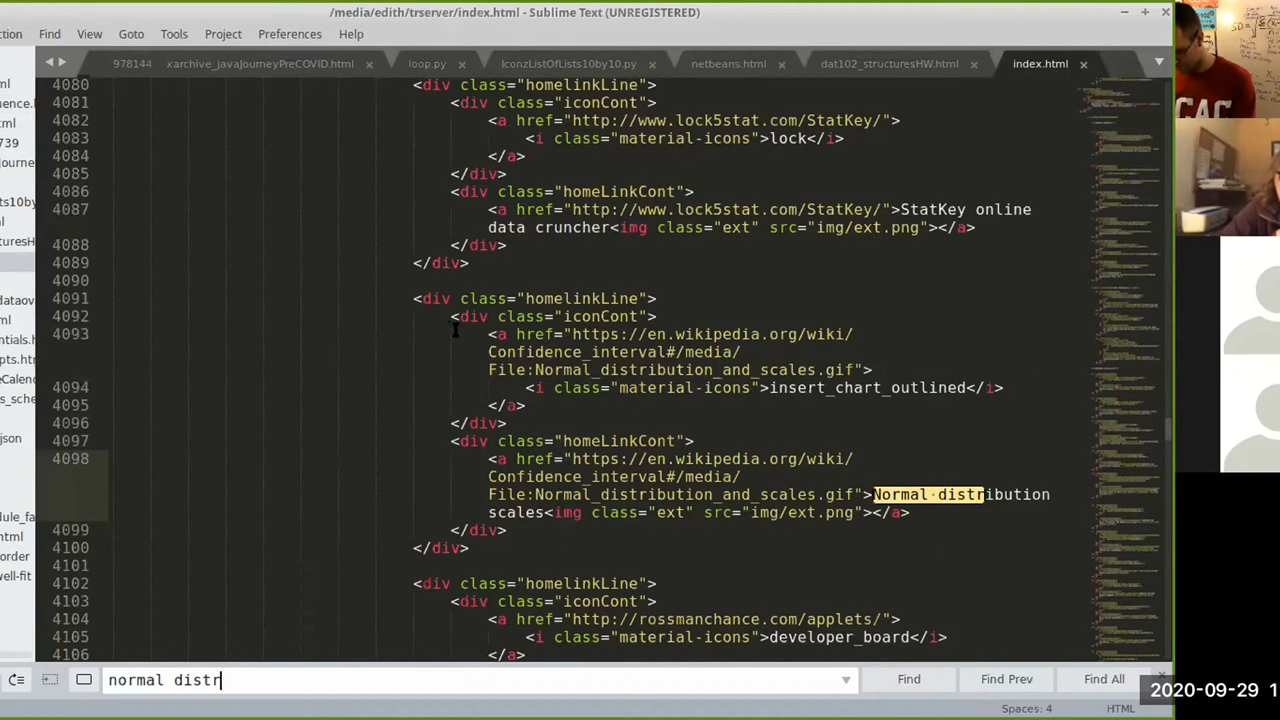 /media/edith/trserver/index.html - Sublime Text (UNREGISTERED)
ction Find View Goto Tools Project Preferences Help
978144 xarchive_javaJourneyPreCOVID.html loop.py IconzListOfLists10by10.py netbeans.html dat102_structuresHW.html index.html
4080 <div class="homelinkLine">
4081 <div class="iconCont">
4082 <a href="http://www.lock5stat.com/StatKey/">
4083 <i class="material-icons">lock</i>
4084 </a>
4085 </div>
4086 <div class="homeLinkCont">
4087 <a href="http://www.lock5stat.com/StatKey/">StatKey online
data cruncher<img class="ext" src="img/ext.png"></a>
4088 </div>
4089 </div>
4090
4091 <div class="homelinkLine">
4092 <div class="iconCont">
4093 <a href="https://en.wikipedia.org/wiki/
Confidence_interval#/media/
File:Normal_distribution_and_scales.gif">
4094 <i class="material-icons">insert_chart_outlined</i>
4095 </a>
4096 </div>
4097 <div class="homeLinkCont">
4098 <a href="https://en.wikipedia.org/wiki/
Confidence_interval#/media/
File:Normal_distribution_and_scales.gif">Normal distribution
scales<img class="ext" src="img/ext.png"></a>
4099 </div>
4100 </div>
4101
4102 <div class="homelinkLine">
4103 <div class="iconCont">
4104 <a href="http://rossmanchance.com/applets/">
4105 <i class="material-icons">developer_board</i>
4106 </a>
normal distr Find Find Prev Find All
2020-09-29 1
Spaces: 4 HTML